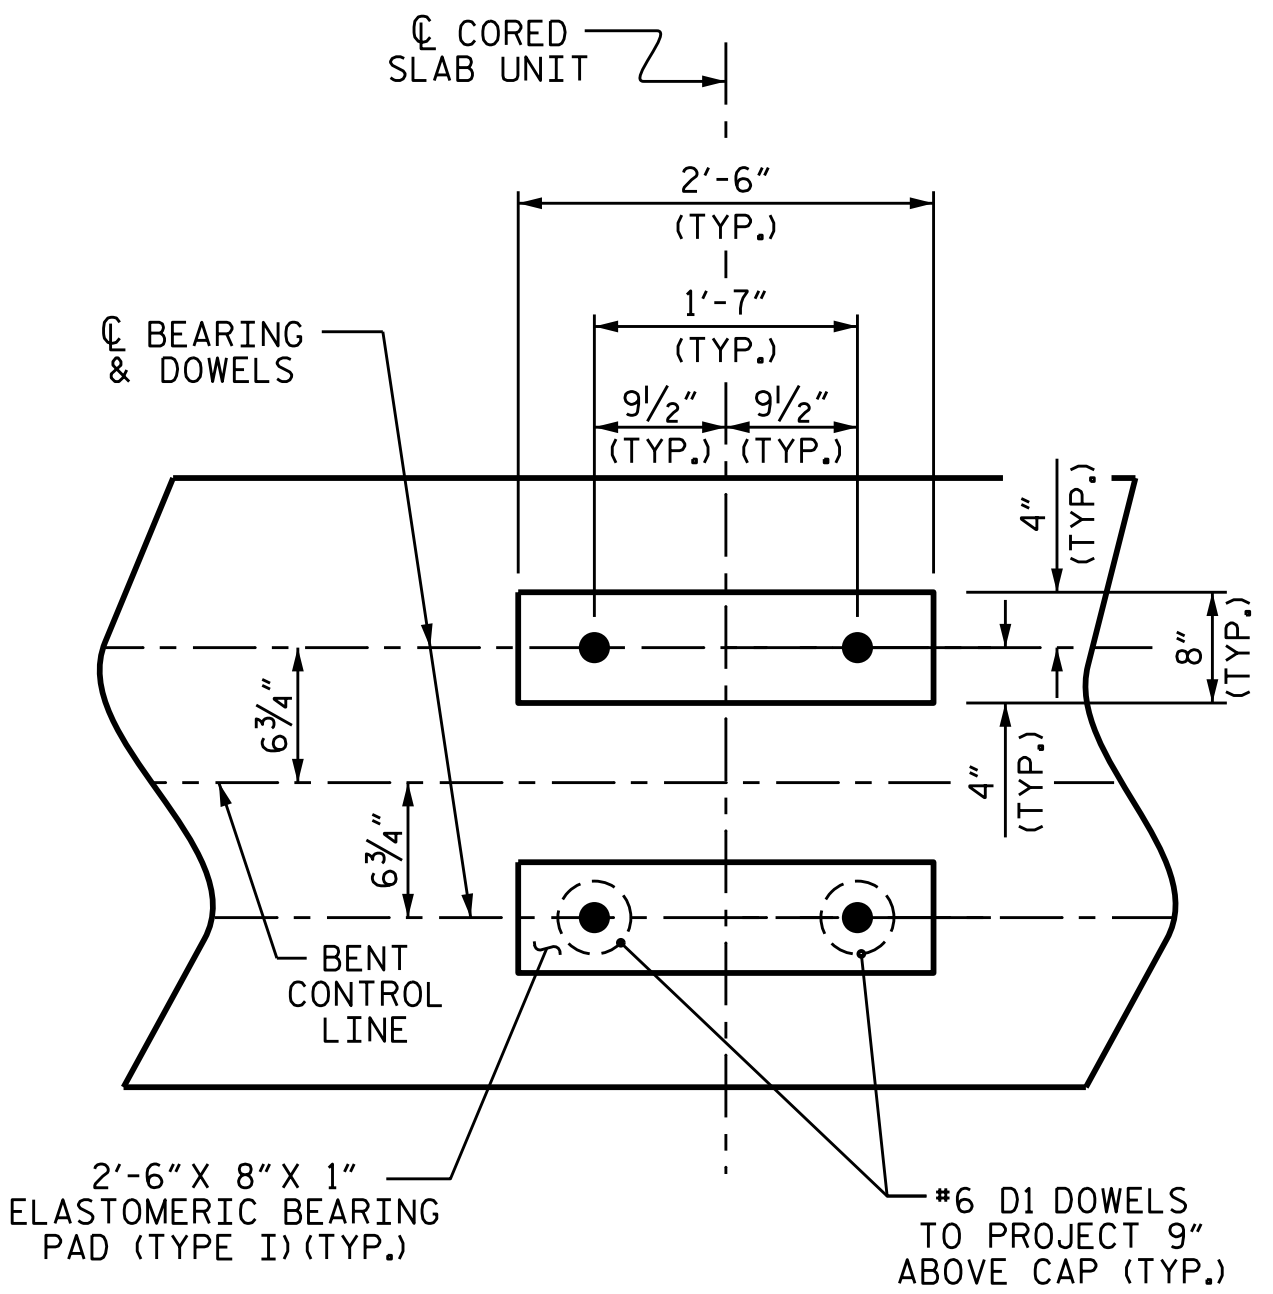 ℄ CORED
SLAB UNIT
2'-6"
(TYP.)
1'-7"
(TYP.)
℄ BEARING
& DOWELS
9½" 9½"
(TYP.) (TYP.)
4"
(TYP.)
8"
(TYP.)
6¾"
4"
(TYP.)
6¾"
BENT
CONTROL
LINE
2'-6" X 8" X 1"
ELASTOMERIC BEARING
PAD (TYPE I) (TYP.)
#6 D1 DOWELS
TO PROJECT 9"
ABOVE CAP (TYP.)